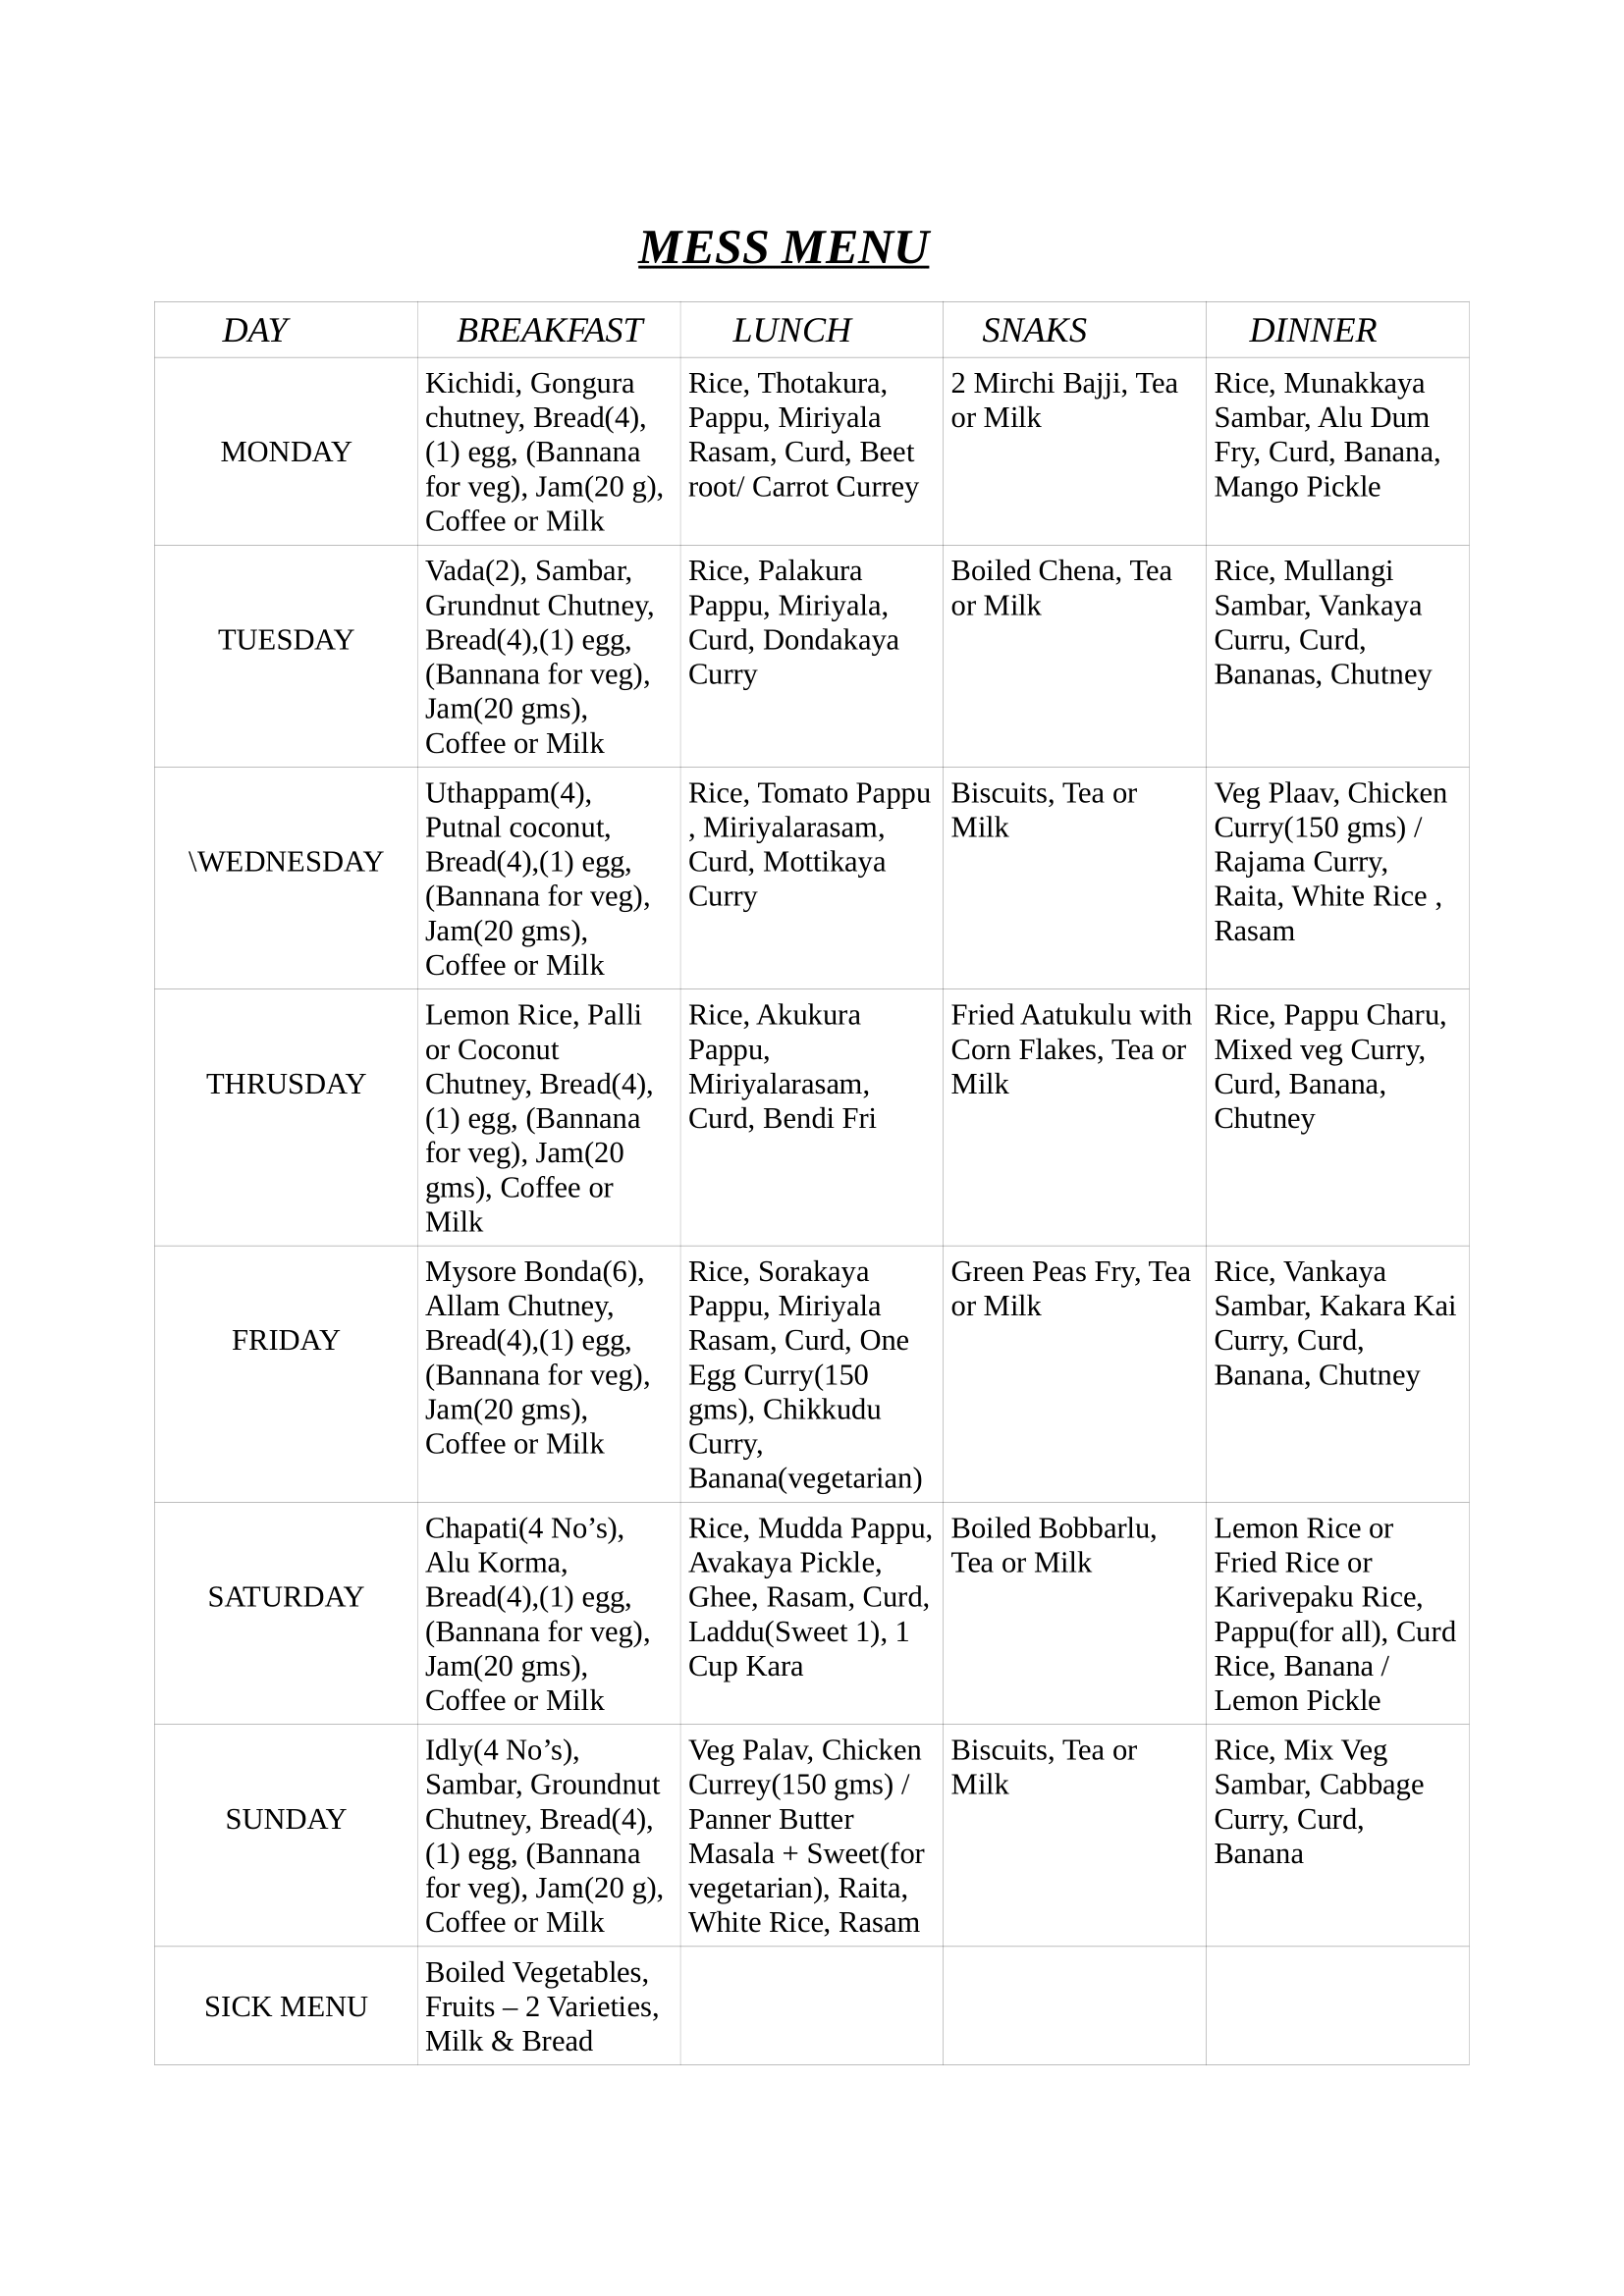 MESS MENU
DAY BREAKFAST LUNCH SNAKS DINNER
MONDAY
Kichidi, Gongura
chutney, Bread(4),
(1) egg, (Bannana
for veg), Jam(20 g),
Coffee or Milk
Rice, Thotakura,
Pappu, Miriyala
Rasam, Curd, Beet
root/ Carrot Currey
2 Mirchi Bajji, Tea
or Milk
Rice, Munakkaya
Sambar, Alu Dum
Fry, Curd, Banana,
Mango Pickle
TUESDAY
Vada(2), Sambar,
Grundnut Chutney,
Bread(4),(1) egg,
(Bannana for veg),
Jam(20 gms),
Coffee or Milk
Rice, Palakura
Pappu, Miriyala,
Curd, Dondakaya
Curry
Boiled Chena, Tea
or Milk
Rice, Mullangi
Sambar, Vankaya
Curru, Curd,
Bananas, Chutney
\WEDNESDAY
Uthappam(4),
Putnal coconut,
Bread(4),(1) egg,
(Bannana for veg),
Jam(20 gms),
Coffee or Milk
Rice, Tomato Pappu
, Miriyalarasam,
Curd, Mottikaya
Curry
Biscuits, Tea or
Milk
Veg Plaav, Chicken
Curry(150 gms) /
Rajama Curry,
Raita, White Rice ,
Rasam
THRUSDAY
Lemon Rice, Palli
or Coconut
Chutney, Bread(4),
(1) egg, (Bannana
for veg), Jam(20
gms), Coffee or
Milk
Rice, Akukura
Pappu,
Miriyalarasam,
Curd, Bendi Fri
Fried Aatukulu with
Corn Flakes, Tea or
Milk
Rice, Pappu Charu,
Mixed veg Curry,
Curd, Banana,
Chutney
FRIDAY
Mysore Bonda(6),
Allam Chutney,
Bread(4),(1) egg,
(Bannana for veg),
Jam(20 gms),
Coffee or Milk
Rice, Sorakaya
Pappu, Miriyala
Rasam, Curd, One
Egg Curry(150
gms), Chikkudu
Curry,
Banana(vegetarian)
Green Peas Fry, Tea
or Milk
Rice, Vankaya
Sambar, Kakara Kai
Curry, Curd,
Banana, Chutney
SATURDAY
Chapati(4 No’s),
Alu Korma,
Bread(4),(1) egg,
(Bannana for veg),
Jam(20 gms),
Coffee or Milk
Rice, Mudda Pappu,
Avakaya Pickle,
Ghee, Rasam, Curd,
Laddu(Sweet 1), 1
Cup Kara
Boiled Bobbarlu,
Tea or Milk
Lemon Rice or
Fried Rice or
Karivepaku Rice,
Pappu(for all), Curd
Rice, Banana /
Lemon Pickle
SUNDAY
Idly(4 No’s),
Sambar, Groundnut
Chutney, Bread(4),
(1) egg, (Bannana
for veg), Jam(20 g),
Coffee or Milk
Veg Palav, Chicken
Currey(150 gms) /
Panner Butter
Masala + Sweet(for
vegetarian), Raita,
White Rice, Rasam
Biscuits, Tea or
Milk
Rice, Mix Veg
Sambar, Cabbage
Curry, Curd,
Banana
SICK MENU
Boiled Vegetables,
Fruits – 2 Varieties,
Milk & Bread